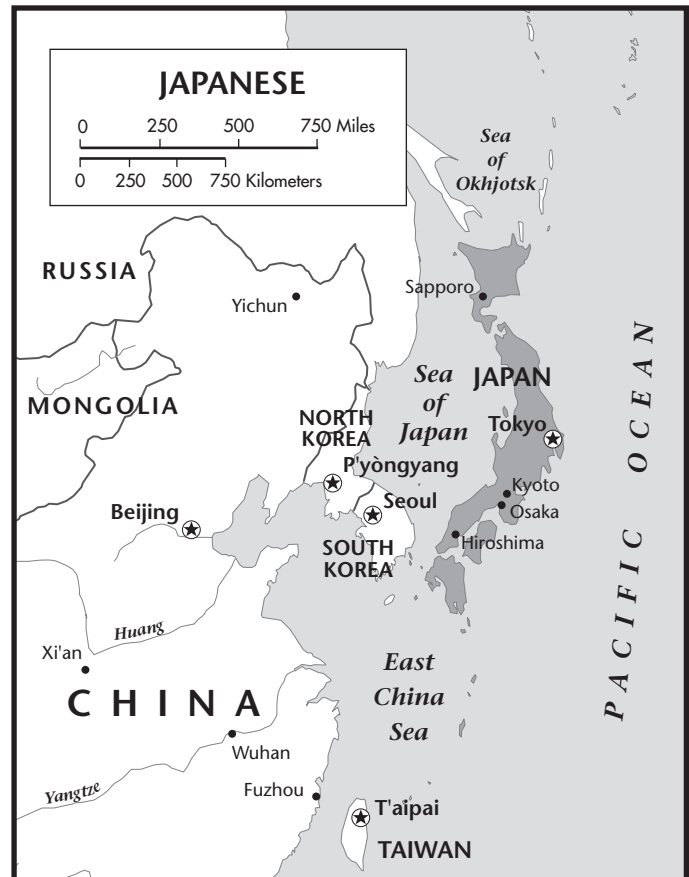 JAPANESE
0 250 500 750 Miles
0 250 500 750 Kilometers
Sea
of
Okhjotsk
RUSSIA
Yichun
Sapporo
MONGOLIA
Sea
of
Japan
JAPAN
NORTH
KOREA
Tokyo
P'yòngyang
Kyoto
Seoul
Osaka
Beijing
Hiroshima
SOUTH
KOREA
Huang
Xi'an
East
China
Sea
CHINA
Wuhan
Yangtze
Fuzhou
T'aipai
TAIWAN
PACIFIC OCEAN